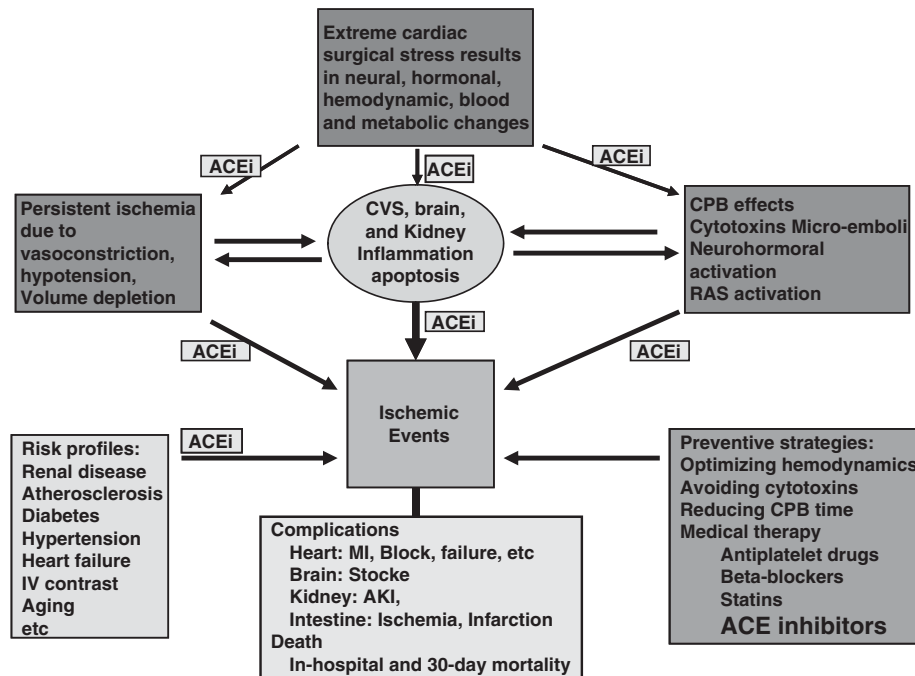 Extreme cardiac
surgical stress results
in neural, hormonal,
hemodynamic, blood
and metabolic changes
ACEi
ACEi
ACEi
Persistent ischemia
due to
vasoconstriction,
hypotension,
Volume depletion
CVS, brain,
and Kidney
Inflammation
apoptosis
CPB effects
Cytotoxins Micro-emboli
Neurohormoral
activation
RAS activation
ACEi
ACEi
ACEi
Ischemic
Events
Risk profiles:
Renal disease
Atherosclerosis
Diabetes
Hypertension
Heart failure
IV contrast
Aging
etc
ACEi
Preventive strategies:
Optimizing hemodynamics
Avoiding cytotoxins
Reducing CPB time
Medical therapy
Antiplatelet drugs
Beta-blockers
Statins
ACE inhibitors
Complications
Heart: MI, Block, failure, etc
Brain: Stocke
Kidney: AKI,
Intestine: Ischemia, Infarction
Death
In-hospital and 30-day mortality